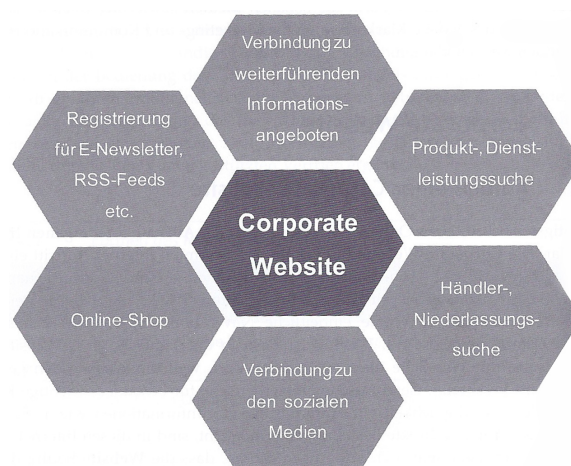 Verbindung zu
weiterführenden
Informations-
angeboten
Registrierung
für E-Newsletter,
RSS-Feeds
etc.
Produkt-, Dienst-
leistungssuche
Corporate
Website
Online-Shop
Händler-,
Niederlassungs-
suche
Verbindung zu
den sozialen
Medien